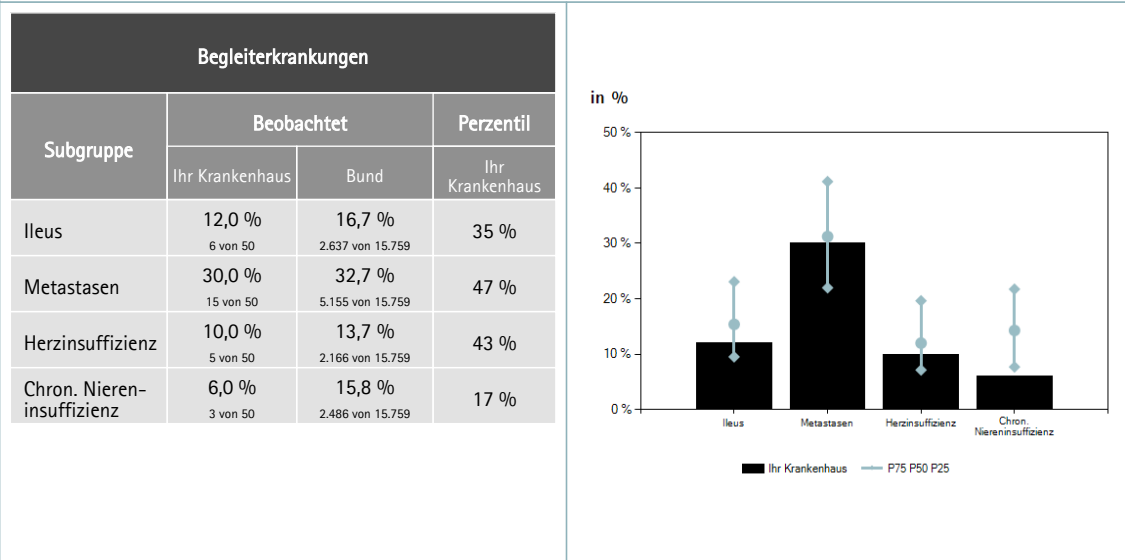 Begleiterkrankungen
Subgruppe
Beobachtet
Perzentil
Ihr Krankenhaus
Bund
Ihr
Krankenhaus
Ileus
12,0 %
6 von 50
16,7 %
2.637 von 15.759
35 %
Metastasen
30,0 %
15 von 50
32,7 %
5.155 von 15.759
47 %
Herzinsuffizienz
10,0 %
5 von 50
13,7 %
2.166 von 15.759
43 %
Chron. Nieren-
insuffizienz
6,0 %
3 von 50
15,8 %
2.486 von 15.759
17 %
in %
50 %
40 %
30 %
20 %
10 %
0 %
Ileus
Metastasen
Herzinsuffizienz
Chron.
Niereninsuffizienz
Ihr Krankenhaus
P75 P50 P25